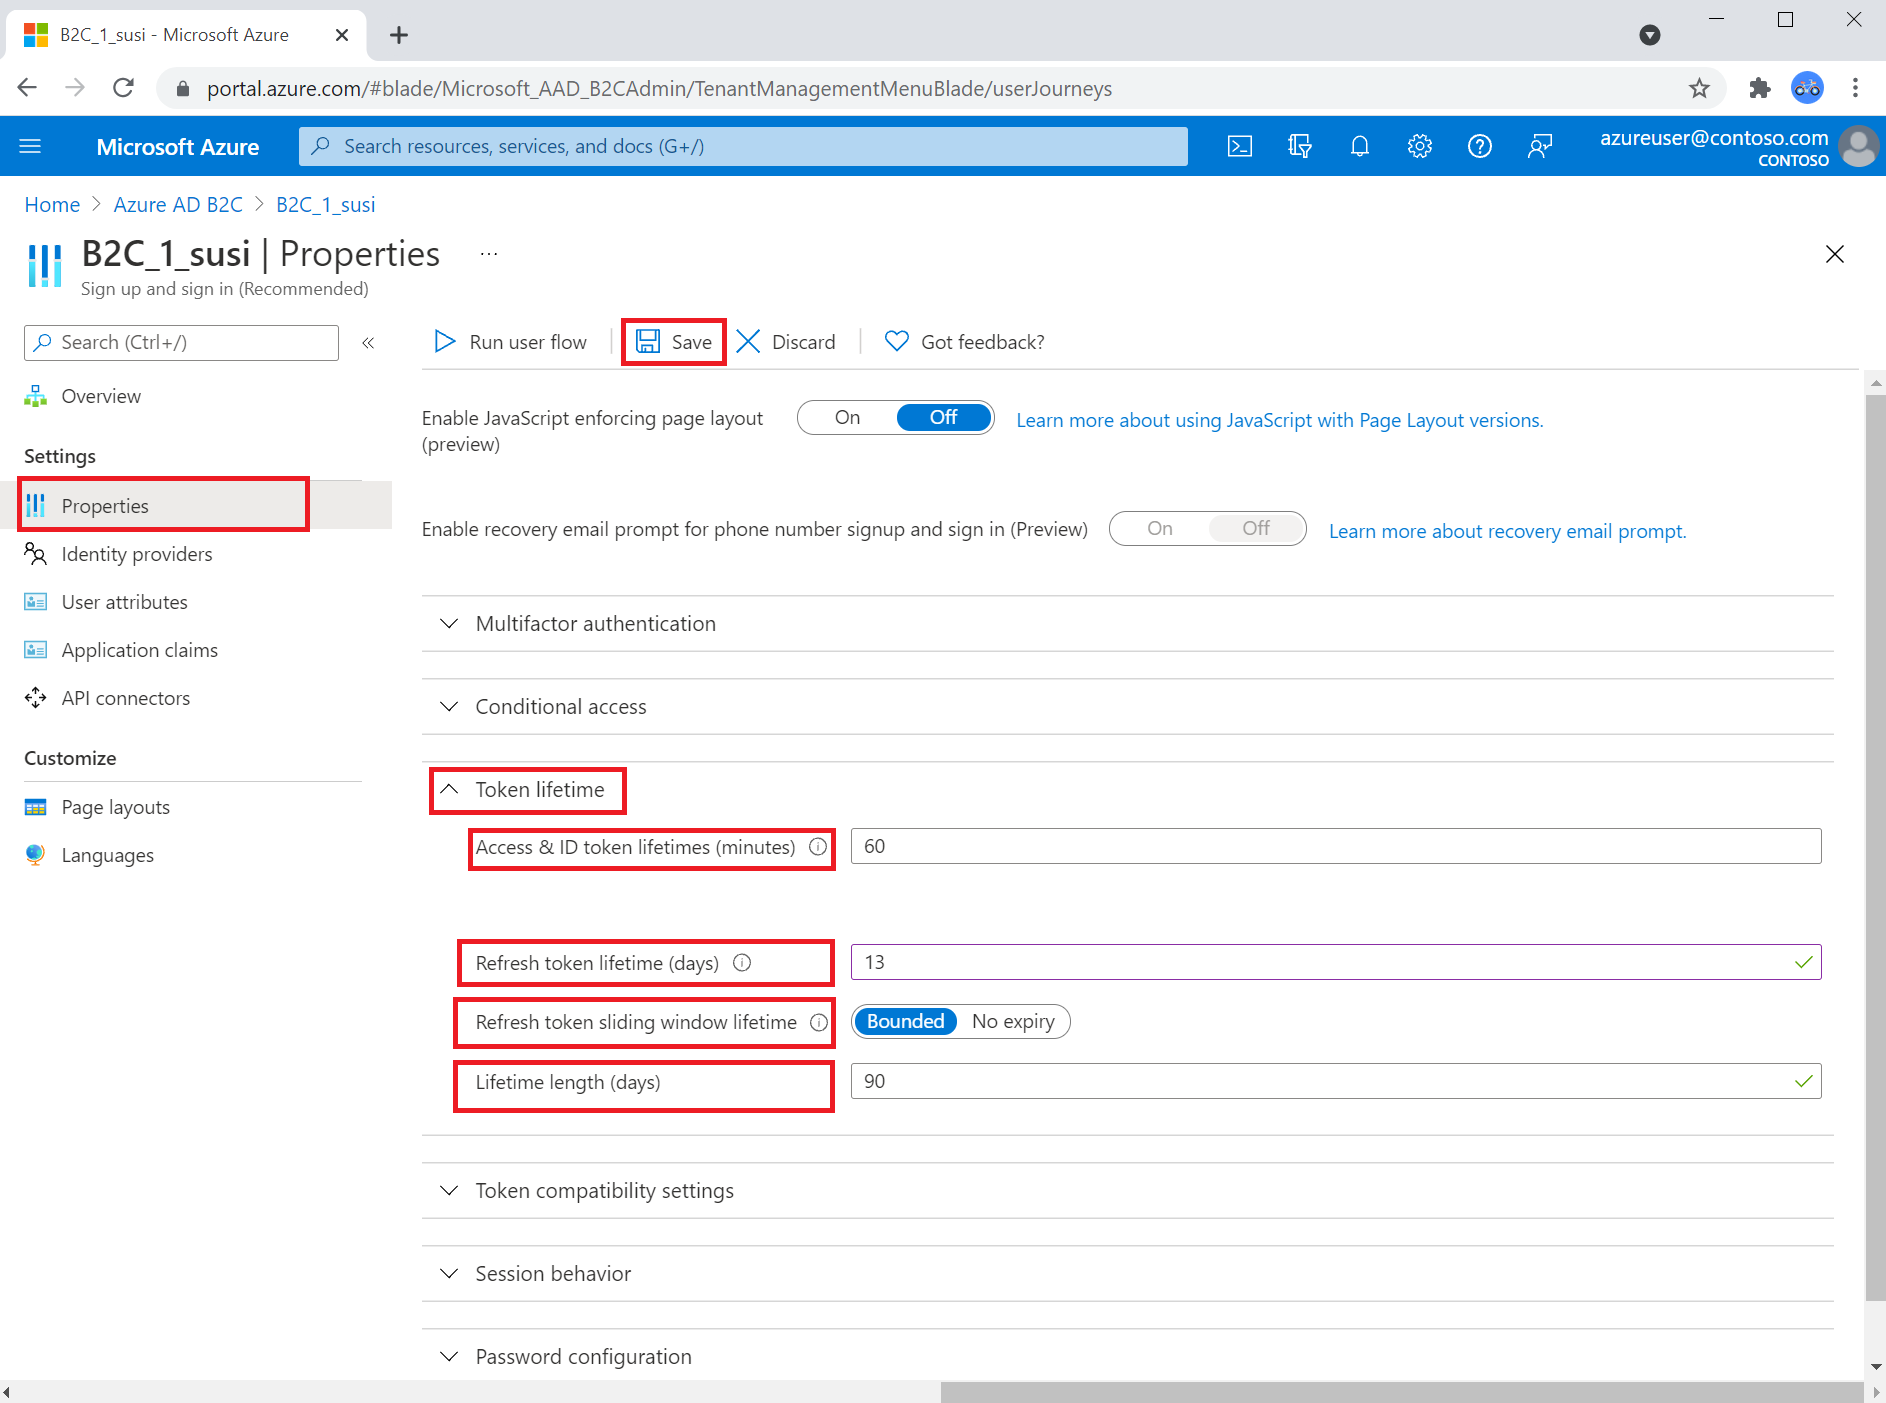 B2C_1_susi - Microsoft Azure
portal.azure.com/#blade/Microsoft_AAD_B2CAdmin/TenantManagementMenuBlade/userJourneys
Microsoft Azure
Search resources, services, and docs (G+/)
azureuser@contoso.com
CONTOSO
Home > Azure AD B2C > B2C_1_susi
B2C_1_susi | Properties ...
Sign up and sign in (Recommended)
Search (Ctrl+/) «
Run user flow Save Discard Got feedback?
Overview
Settings
Properties
Identity providers
User attributes
Application claims
API connectors
Customize
Page layouts
Languages
Enable JavaScript enforcing page layout
(preview)
On Off
Learn more about using JavaScript with Page Layout versions.
Enable recovery email prompt for phone number signup and sign in (Preview) On Off Learn more about recovery email prompt.
Multifactor authentication
Conditional access
Token lifetime
Access & ID token lifetimes (minutes) 60
Refresh token lifetime (days) 13
Refresh token sliding window lifetime Bounded No expiry
Lifetime length (days) 90
Token compatibility settings
Session behavior
Password configuration